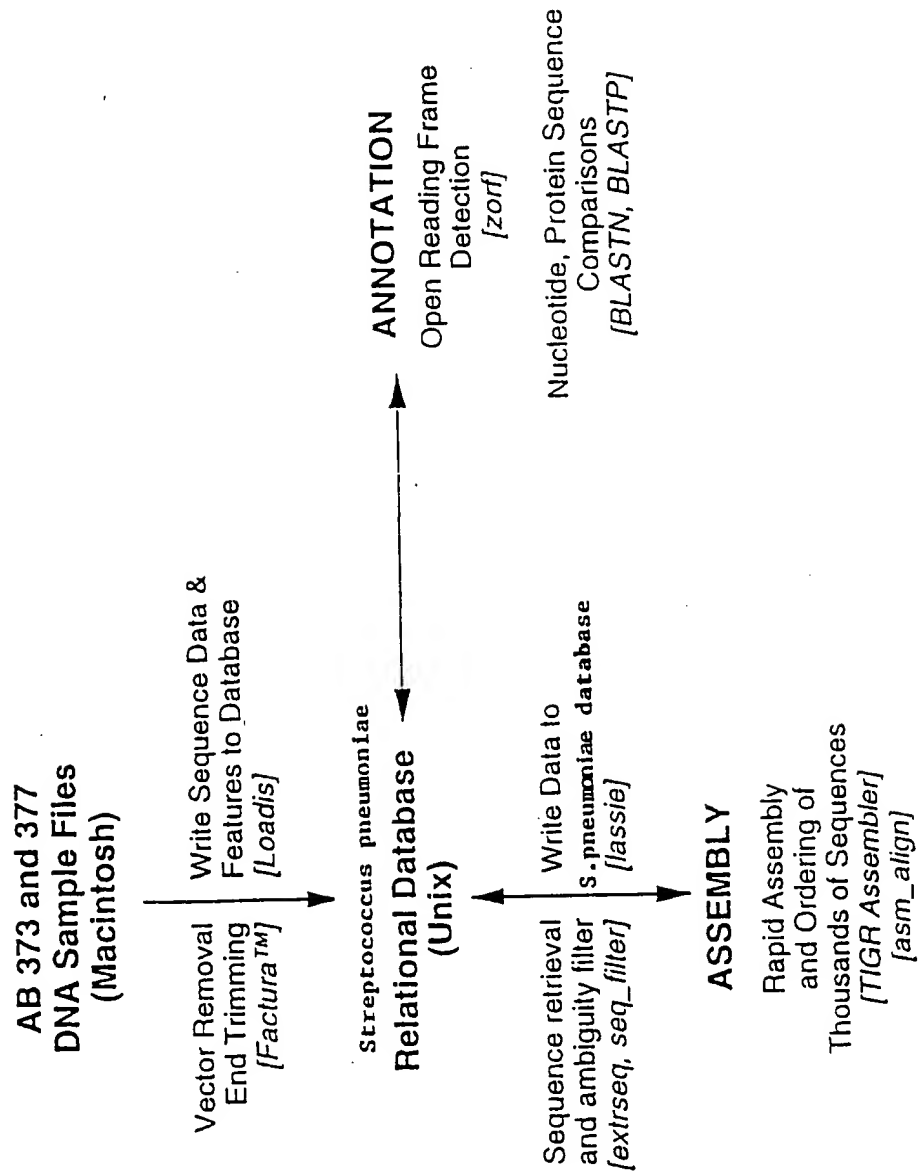 AB 373 and 377
DNA Sample Files
(Macintosh)
Vector Removal
End Trimming
[Factura™]
Write Sequence Data &
Features to Database
[Loadis]
Streptococcus pneumoniae
Relational Database
(Unix)
ANNOTATION
Open Reading Frame
Detection
[zorf]
Nucleotide, Protein Sequence
Comparisons
[BLASTN, BLASTP]
Sequence retrieval
and ambiguity filter
[extrseq, seq_filter]
Write Data to
S.pneumoniae database
[lassie]
ASSEMBLY
Rapid Assembly
and Ordering of
Thousands of Sequences
[TIGR Assembler]
[asm_align]